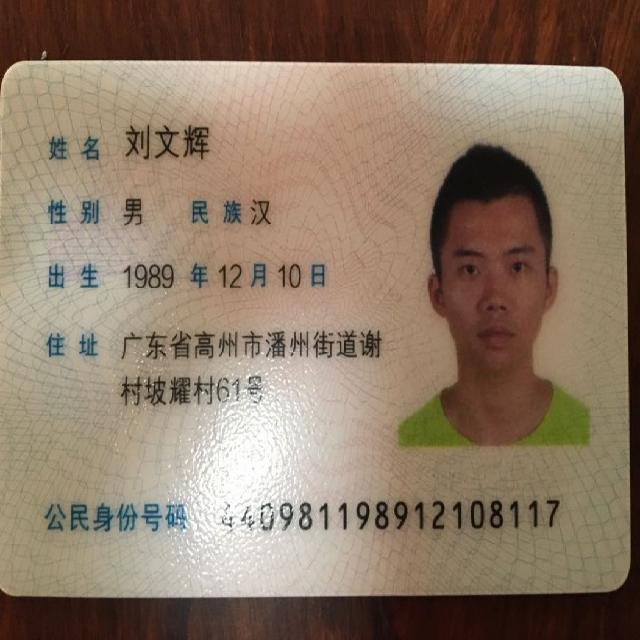 姓名 刘文辉
性别 男 民族 汉
出生 1989 年 12 月 10 日
住址 广东省高州市潘州街道谢
村坡耀村61号
公民身份号码 440981198912108117